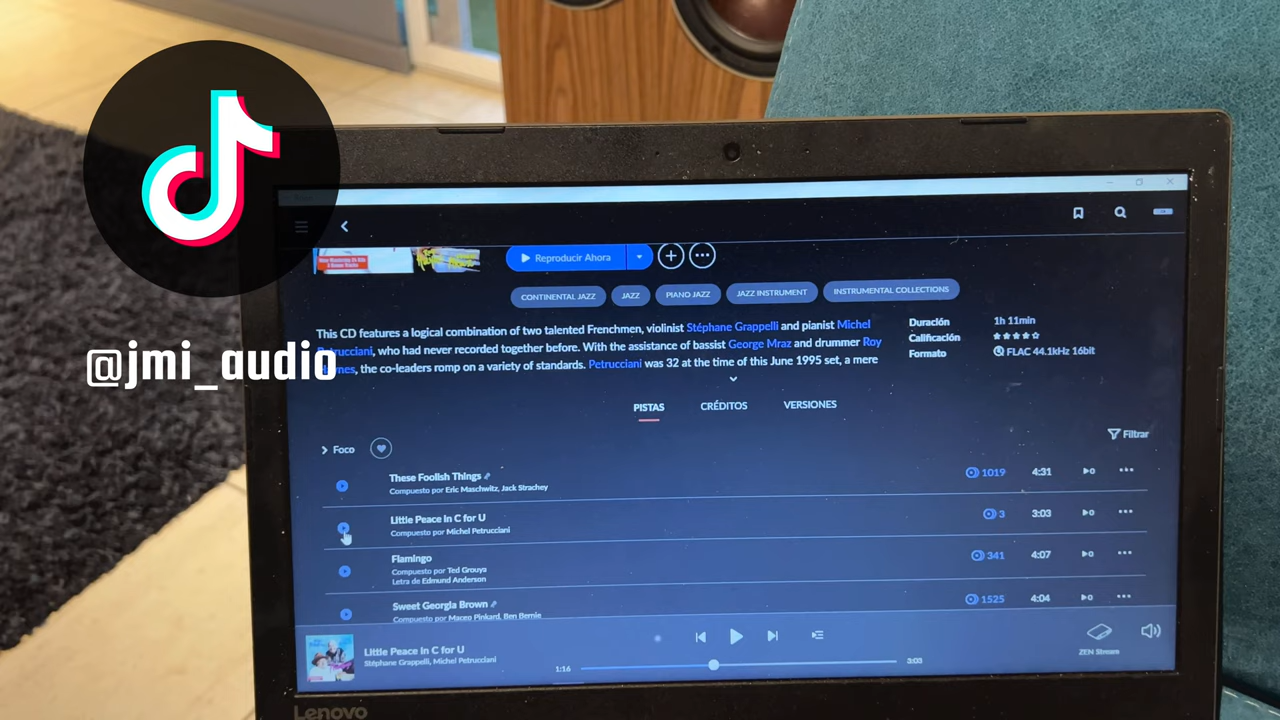 @jmi_audio
Reproducir Ahora
CONTINENTAL JAZZ
JAZZ
PIANO JAZZ
JAZZ INSTRUMENT
INSTRUMENTAL COLLECTIONS
This CD features a logical combination of two talented Frenchmen, violinist Stéphane Grappelli and pianist Michel
Petrucciani, who had never recorded together before. With the assistance of bassist George Mraz and drummer Roy
the co-leaders romp on a variety of standards. Petrucciani was 32 at the time of this June 1995 set, a mere
Duración 1h 11min
Calificación
Formato FLAC 44.1kHz 16bit
PISTAS
CRÉDITOS
VERSIONES
Foco
Filtrar
These Foolish Things
1019 4:31
Compuesto por Eric Maschwitz, Jack Strachey
Little Peace in C for U
3 3:03
Compuesto por Michel Petrucciani
Flamingo
341 4:07
Compuesto por Ted Grouya
Letra de Edmund Anderson
Sweet Georgia Brown
1525 4:04
Compuesto por Maceo Pinkard, Ben Bernie
Little Peace in C for U
Stéphane Grappelli, Michel Petrucciani
1:16
3:03
ZEN Stream
Lenovo